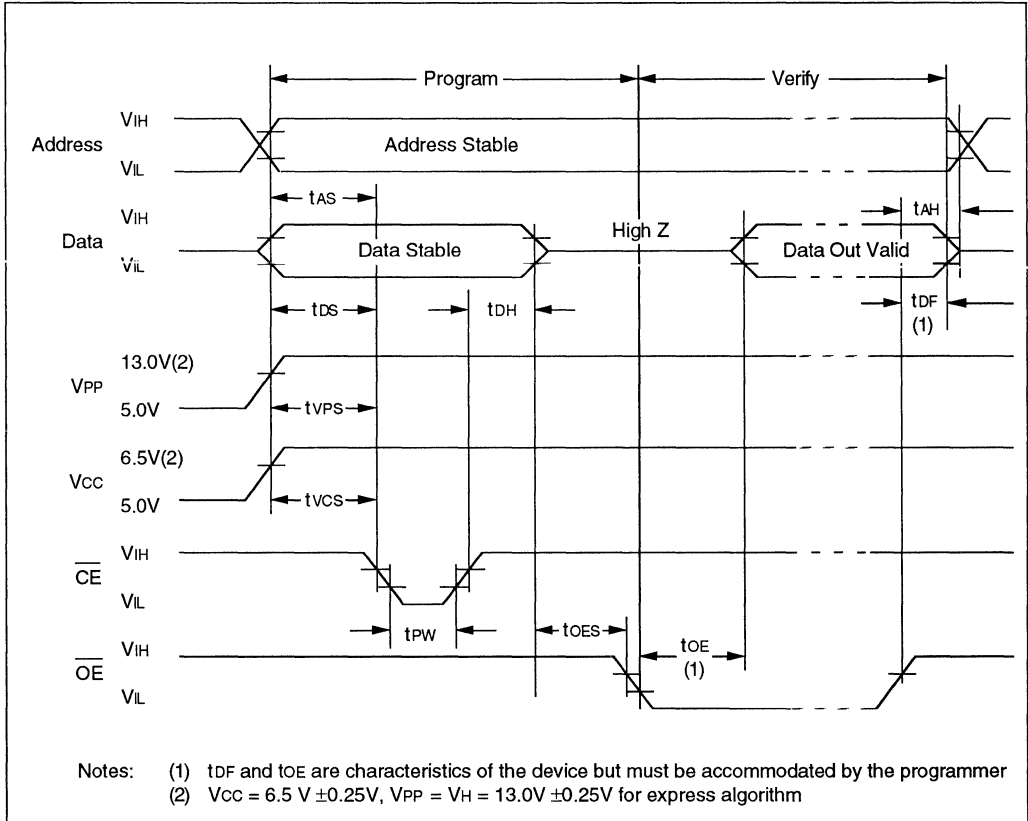 Program
Verify
VIH
Address
Address Stable
VIL
tAS
tAH
VIH
High Z
Data
Data Stable
Data Out Valid
VIL
tDS
tDH
tDF
(1)
13.0V(2)
VPP
5.0V
tVPS
6.5V(2)
VCC
5.0V
tVCS
VIH
CE
VIL
tPW
tOES
tOE
(1)
VIH
OE
VIL
Notes: (1) tDF and tOE are characteristics of the device but must be accommodated by the programmer
(2) VCC = 6.5 V ±0.25V, VPP = VH = 13.0V ±0.25V for express algorithm